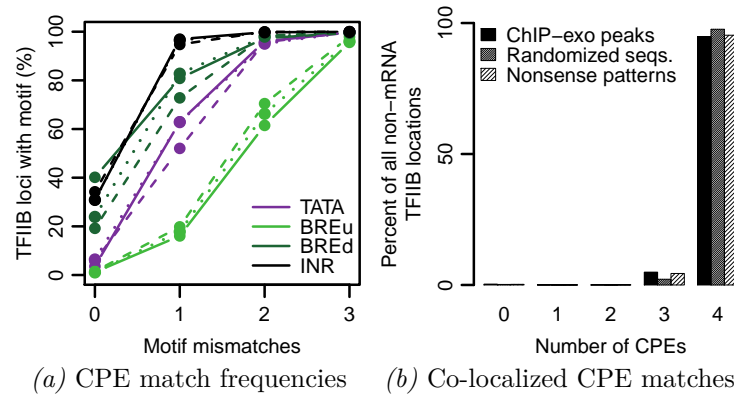 TFIIB loci with motif (%)
100
80
60
40
20
0
TATA
BREu
BREd
INR
0 1 2 3
Motif mismatches
(a) CPE match frequencies
Percent of all non−mRNA
TFIIB locations
100
50
0
ChIP−exo peaks
Randomized seqs.
Nonsense patterns
0 1 2 3 4
Number of CPEs
(b) Co-localized CPE matches